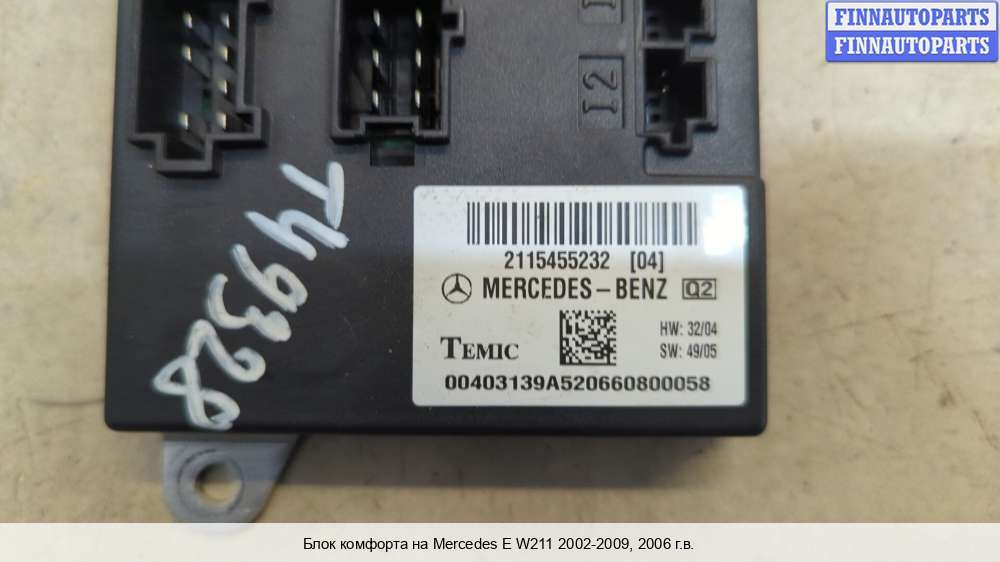 FINNAUTOPARTS
FINNAUTOPARTS
I2
T49328
2115455232 [04]
MERCEDES-BENZ Q2
TEMIC
HW: 32/04
SW: 49/05
00403139A520660800058
Блок комфорта на Mercedes E W211 2002-2009, 2006 г.в.